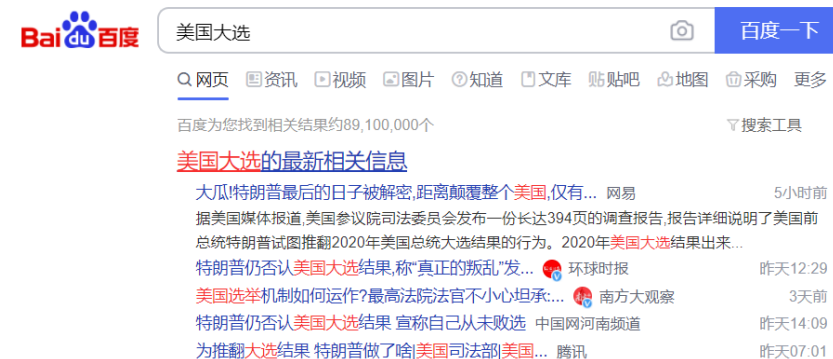 Bai du 百度 美国大选 百度一下
网页 资讯 视频 图片 知道 文库 贴吧 地图 采购 更多
百度为您找到相关结果约89,100,000个 搜索工具
美国大选的最新相关信息
大瓜!特朗普最后的日子被解密,距离颠覆整个美国,仅有... 网易 5小时前
据美国媒体报道,美国参议院司法委员会发布一份长达394页的调查报告,报告详细说明了美国前
总统特朗普试图推翻2020年美国总统大选结果的行为。2020年美国大选结果出来...
特朗普仍否认美国大选结果,称“真正的叛乱”发... 环球时报 昨天12:29
美国选举机制如何运作?最高法院法官不小心坦承:... 南方大观察 3天前
特朗普仍否认美国大选结果 宣称自己从未败选 中国网河南频道 昨天14:09
为推翻大选结果 特朗普做了啥|美国司法部|美国... 腾讯 昨天07:01